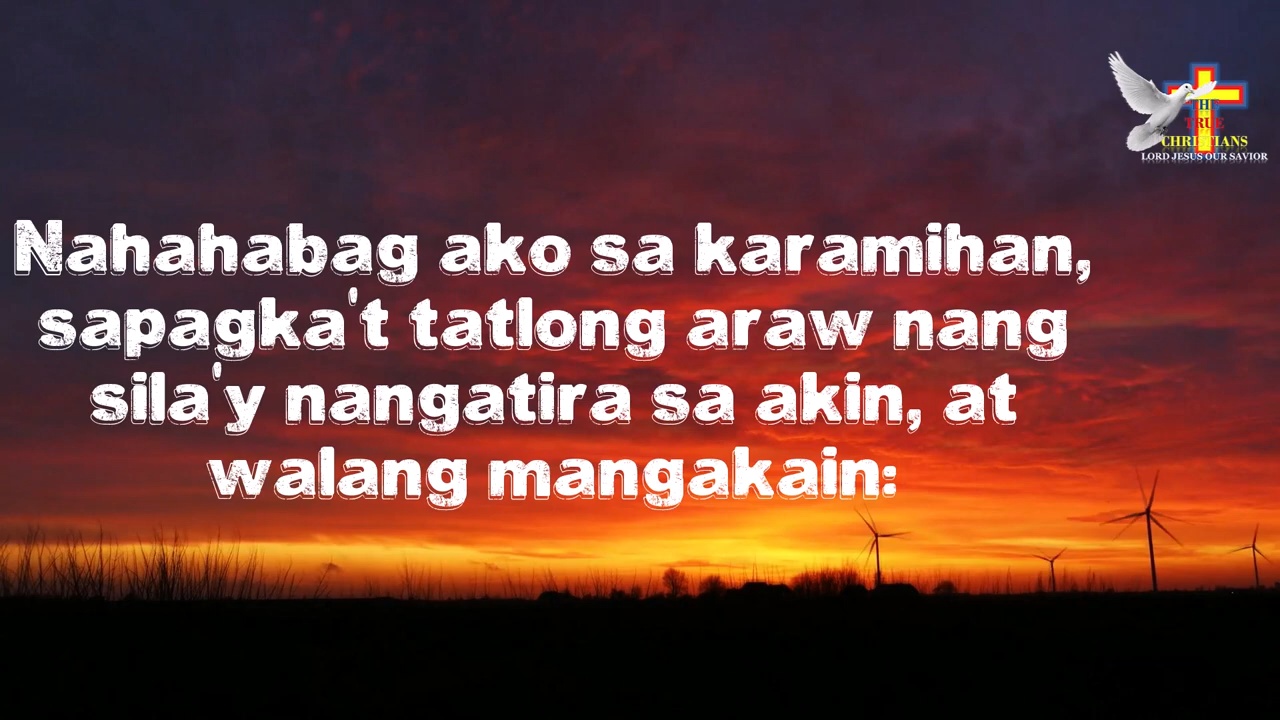 THE
TRUE
CHRISTIANS
LORD JESUS OUR SAVIOR
Nahahabag ako sa karamihan,
sapagka't tatlong araw nang
sila'y nangatira sa akin, at
walang mangakain: